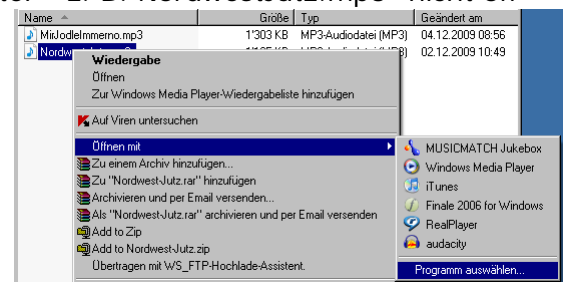 Name Größe Typ Geändert am
MirJodleImmerno.mp3 1'303 KB MP3-Audiodatei (MP3) 04.12.2009 08:56
02.12.2009 10:49
Wiedergabe
Öffnen
Zur Windows Media Player-Wiedergabeliste hinzufügen
Auf Viren untersuchen
Öffnen mit
Zu einem Archiv hinzufügen...
Zu "Nordwest-Jutz.rar" hinzufügen
Archivieren und per Email versenden...
Als "Nordwest-Jutz.rar" archivieren und per Email versenden
Add to Zip
Add to Nordwest-Jutz.zip
Übertragen mit WS_FTP-Hochlade-Assistent.
MUSICMATCH Jukebox
Windows Media Player
iTunes
Finale 2006 for Windows
RealPlayer
audacity
Programm auswählen...